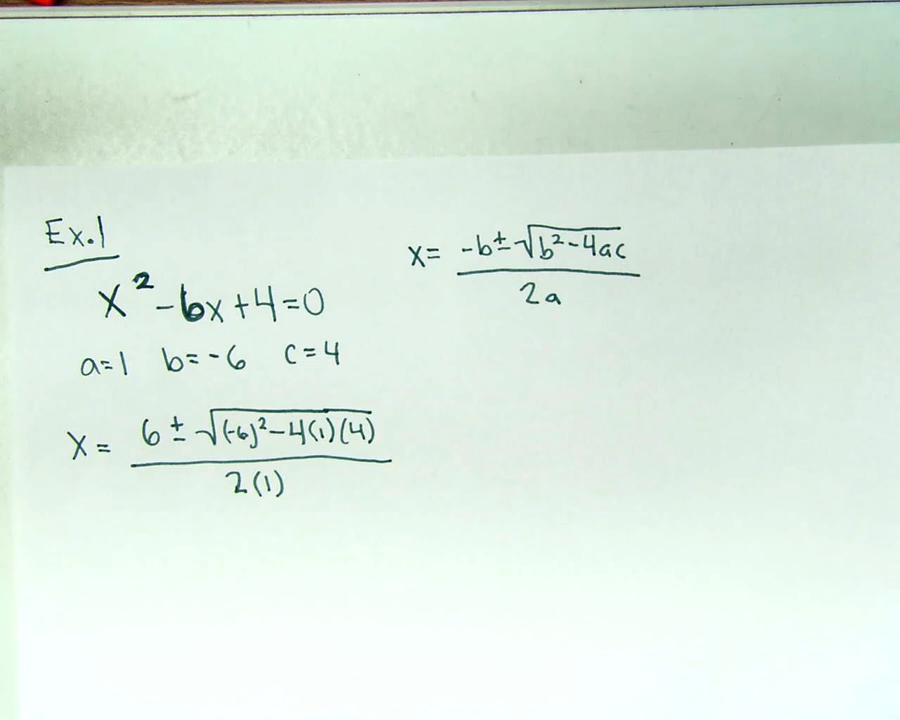 Ex.1
x² - 6x + 4 = 0
a = 1 b = -6 c = 4
x = 6 ± √(-6)² - 4(1)(4)
2(1)
x = -b ± √b² - 4ac
2a